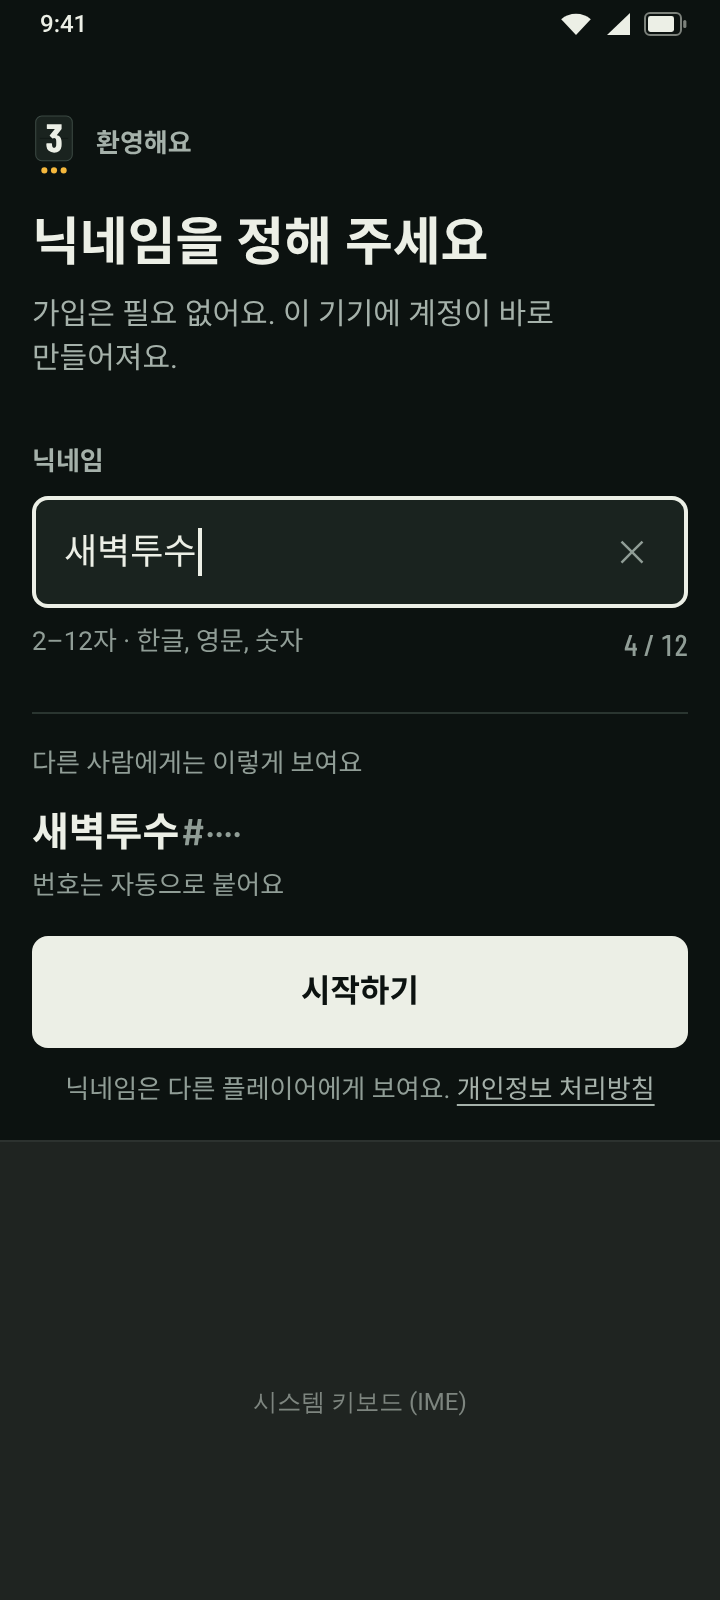 9:41
3 환영해요
닉네임을 정해 주세요
가입은 필요 없어요. 이 기기에 계정이 바로
만들어져요.
닉네임
새벽투수
2–12자 · 한글, 영문, 숫자
4 / 12
다른 사람에게는 이렇게 보여요
새벽투수#····
번호는 자동으로 붙어요
시작하기
닉네임은 다른 플레이어에게 보여요. 개인정보 처리방침
시스템 키보드 (IME)